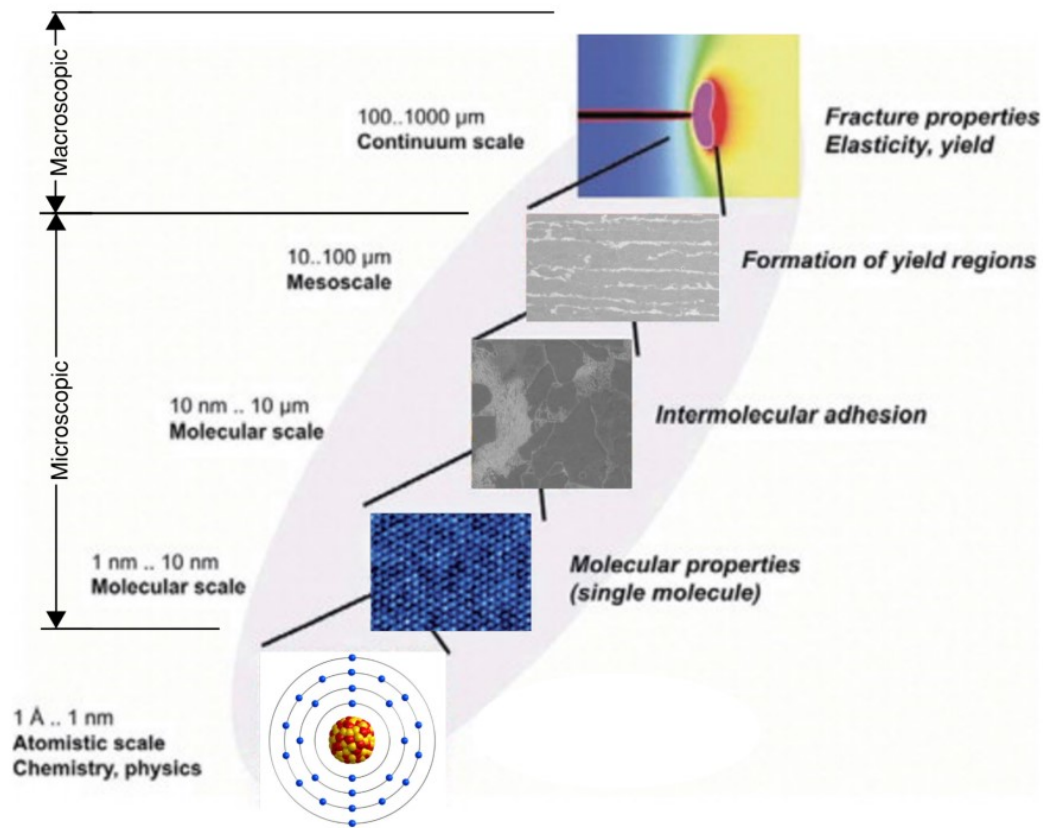 Macroscopic
100..1000 µm
Continuum scale
Fracture properties
Elasticity, yield
Microscopic
10..100 µm
Mesoscale
Formation of yield regions
10 nm .. 10 µm
Molecular scale
Intermolecular adhesion
1 nm .. 10 nm
Molecular scale
Molecular properties
(single molecule)
1 Å .. 1 nm
Atomistic scale
Chemistry, physics